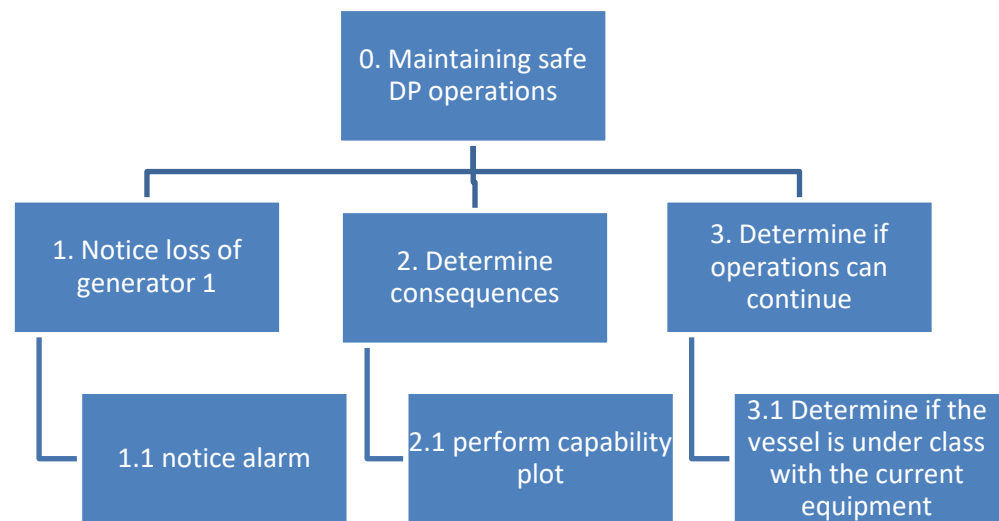 0. Maintaining safe
DP operations
1. Notice loss of
generator 1
2. Determine
consequences
3. Determine if
operations can
continue
1.1 notice alarm
2.1 perform capability
plot
3.1 Determine if the
vessel is under class
with the current
equipment